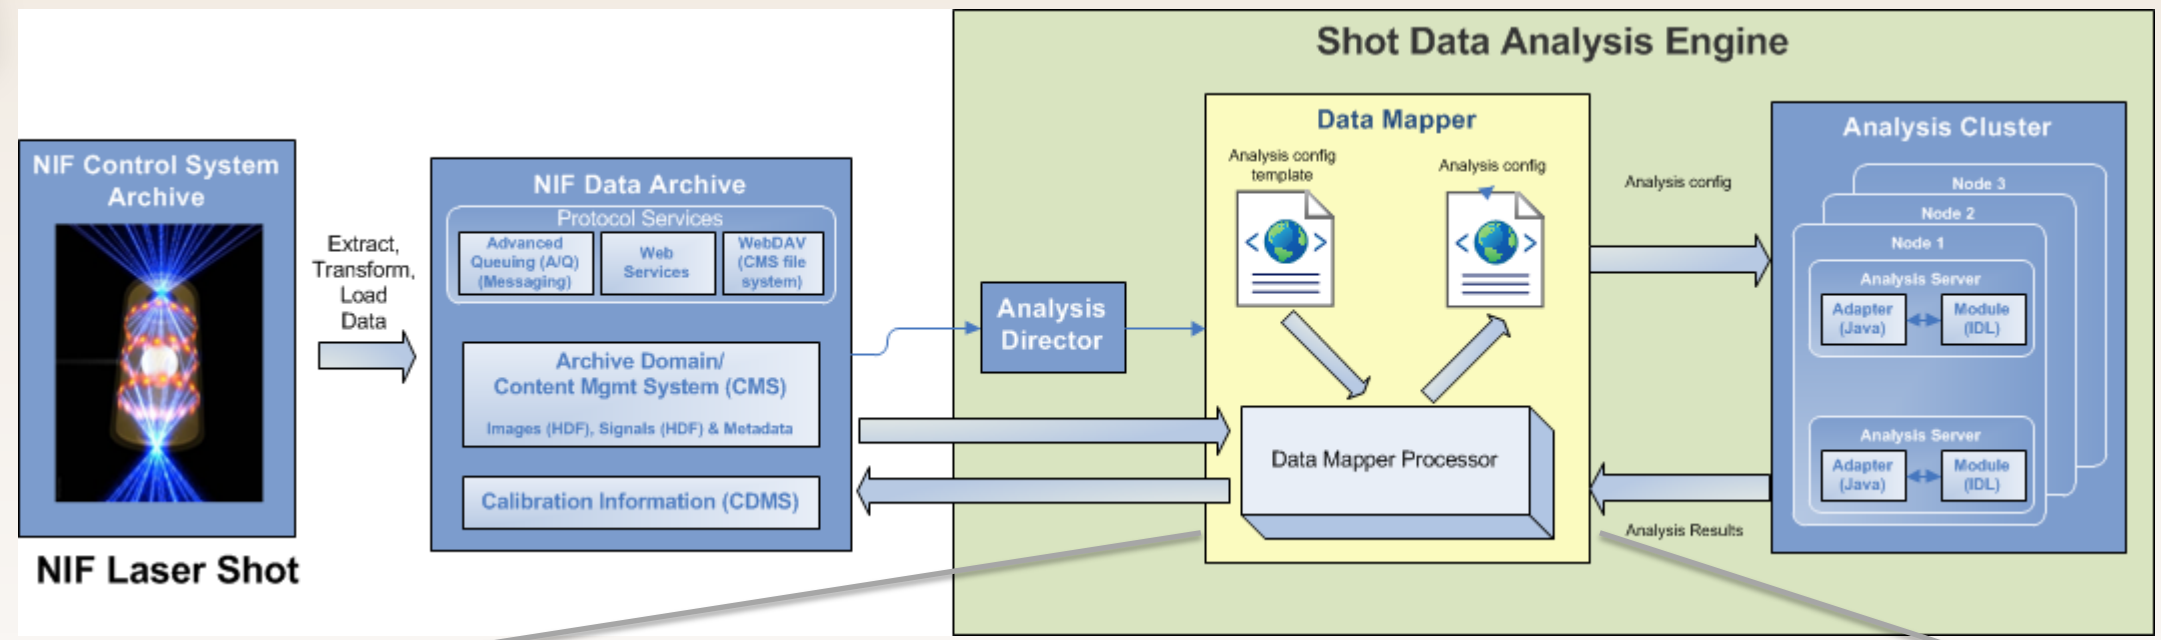 Shot Data Analysis Engine
NIF Control System
Archive
NIF Laser Shot
Extract,
Transform,
Load
Data
NIF Data Archive
Protocol Services
Advanced
Queuing (A/Q)
(Messaging)
Web
Services
WebDAV
(CMS file
system)
Archive Domain/
Content Mgmt System (CMS)
Images (HDF), Signals (HDF) & Metadata
Calibration Information (CDMS)
Analysis
Director
Data Mapper
Analysis config
template
Analysis config
Data Mapper Processor
Analysis config
Analysis Results
Analysis Cluster
Node 3
Node 2
Node 1
Analysis Server
Adapter
(Java)
Module
(IDL)
Analysis Server
Adapter
(Java)
Module
(IDL)